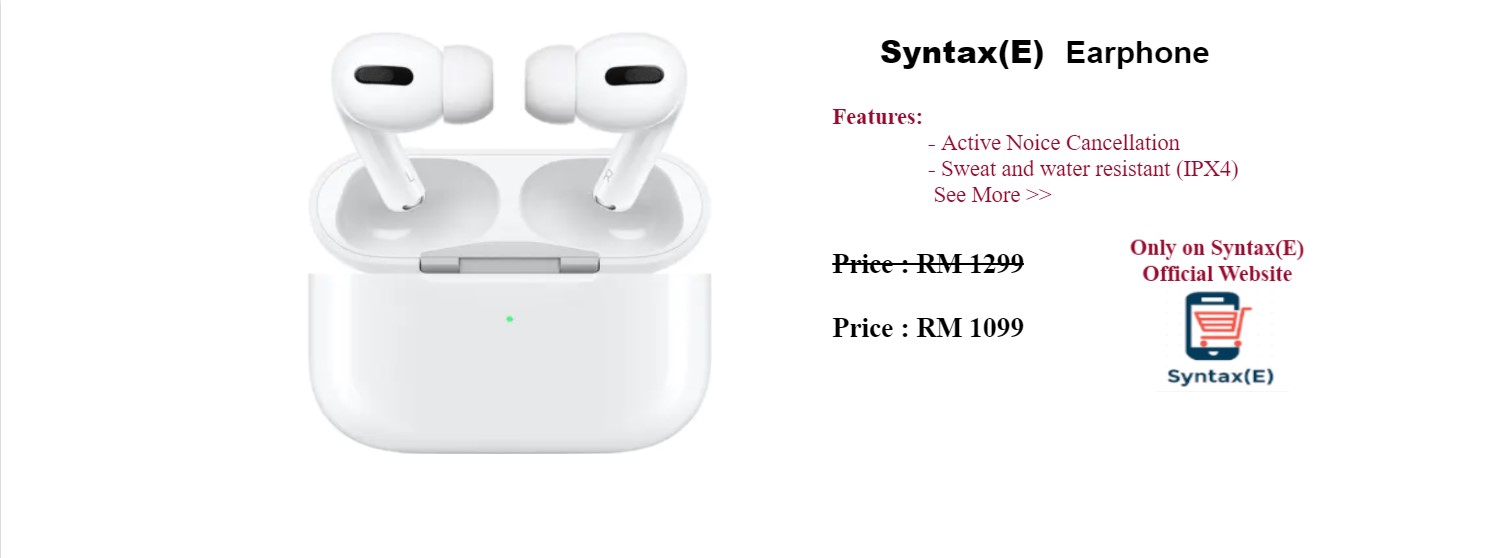 Syntax(E) Earphone
Features:
- Active Noice Cancellation
- Sweat and water resistant (IPX4)
See More >>
Price : RM 1299
Price : RM 1099
Only on Syntax(E)
Official Website
Syntax(E)
L
R